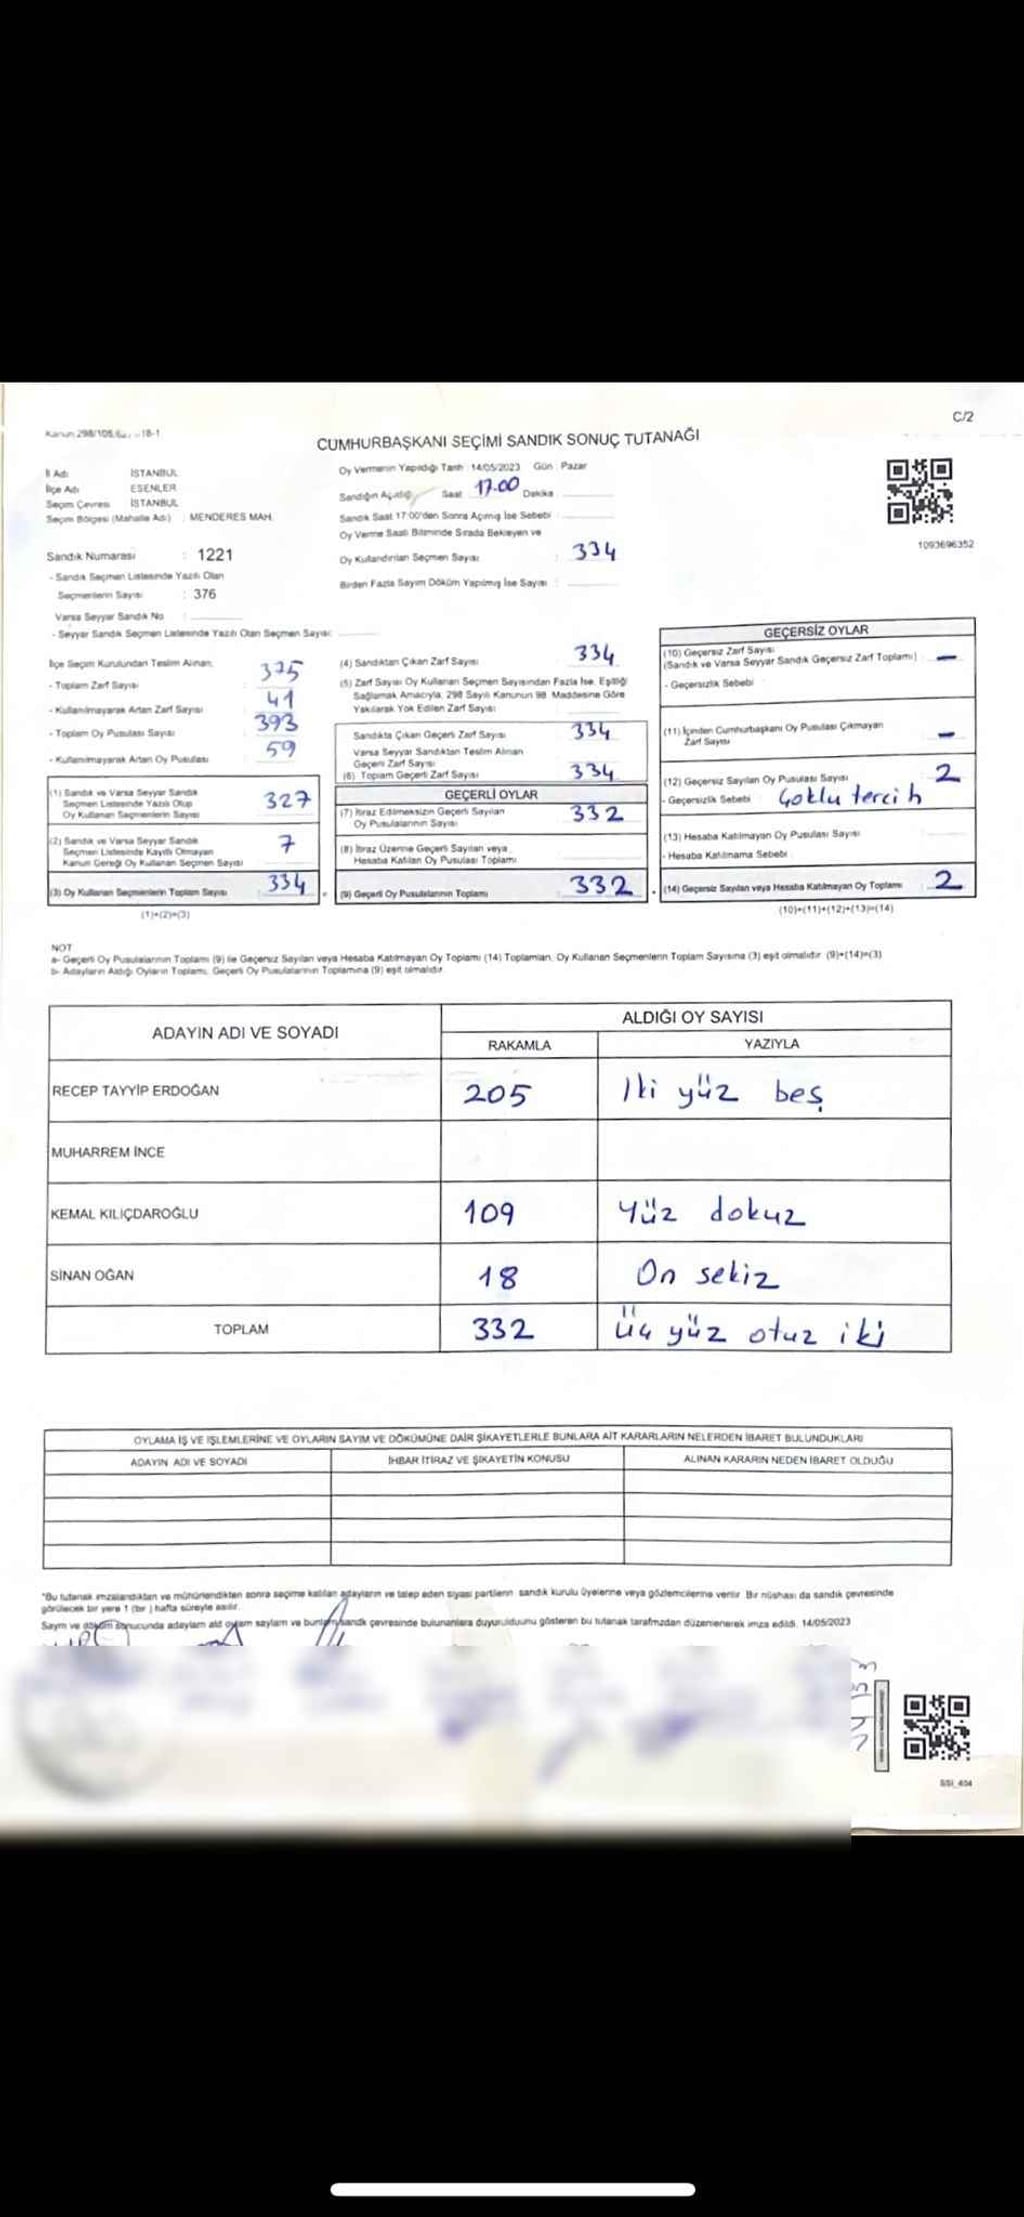 C/2
CUMHURBAŞKANI SEÇİMİ SANDIK SONUÇ TUTANAĞI
İl Adı İSTANBUL
İlçe Adı ESENLER
Seçim Çevresi İSTANBUL
Seçim Bölgesi (Mahalle Adı) : MENDERES MAH.
Sandık Numarası : 1221
- Sandık Seçmen Listesinde Yazılı Olan
Seçmenlerin Sayısı : 376
Varsa Seyyar Sandık No :
- Seyyar Sandık Seçmen Listesinde Yazılı Olan Seçmen Sayısı:
Oy Vermenin Yapıldığı Tarih : 14/05/2023 Gün : Pazar
Sandığın Açıldığı Saat 17.00 Dakika
Sandık Saat 17:00'den Sonra Açılmış İse Sebebi :
Oy Verme Saati Bitiminde Sırada Bekleyen ve
Oy Kullandırılan Seçmen Sayısı : 334
Birden Fazla Sayım Döküm Yapılmış İse Sayısı :
1093696352
İlçe Seçim Kurulundan Teslim Alınan;
- Toplam Zarf Sayısı : 375
- Kullanılmayarak Artan Zarf Sayısı : 41
- Toplam Oy Pusulası Sayısı : 393
- Kullanılmayarak Artan Oy Pusulası : 59
(1) Sandık ve Varsa Seyyar Sandık
Seçmen Listesinde Yazılı Olup
Oy Kullanan Seçmenlerin Sayısı : 327
(2) Sandık ve Varsa Seyyar Sandık
Seçmen Listesinde Kayıtlı Olmayan
Kanun Gereği Oy Kullanan Seçmen Sayısı : 7
(3) Oy Kullanan Seçmenlerin Toplam Sayısı : 334
(1)+(2)=(3)
(4) Sandıktan Çıkan Zarf Sayısı : 334
(5) Zarf Sayısı Oy Kullanan Seçmen Sayısından Fazla İse, Eşitliği
Sağlamak Amacıyla, 298 Sayılı Kanunun 98. Maddesine Göre
Yakılarak Yok Edilen Zarf Sayısı :
Sandıkta Çıkan Geçerli Zarf Sayısı : 334
Varsa Seyyar Sandıktan Teslim Alınan
Geçerli Zarf Sayısı
(6) Toplam Geçerli Zarf Sayısı : 334
GEÇERLİ OYLAR
(7) İtiraz Edilmeksizin Geçerli Sayılan
Oy Pusulalarının Sayısı : 332
(8) İtiraz Üzerine Geçerli Sayılan veya
Hesaba Katılan Oy Pusulası Toplamı
(9) Geçerli Oy Pusulalarının Toplamı : 332
GEÇERSİZ OYLAR
(10) Geçersiz Zarf Sayısı
(Sandık ve Varsa Seyyar Sandık Geçersiz Zarf Toplamı) : -
- Geçersizlik Sebebi :
(11) İçinden Cumhurbaşkanı Oy Pusulası Çıkmayan
Zarf Sayısı : -
(12) Geçersiz Sayılan Oy Pusulası Sayısı : 2
- Geçersizlik Sebebi : Çoklu tercih
(13) Hesaba Katılmayan Oy Pusulası Sayısı :
- Hesaba Katılmama Sebebi :
(14) Geçersiz Sayılan veya Hesaba Katılmayan Oy Toplamı : 2
(10)+(11)+(12)+(13)=(14)
NOT
a- Geçerli Oy Pusulalarının Toplamı (9) ile Geçersiz Sayılan veya Hesaba Katılmayan Oy Toplamı (14) Toplamları, Oy Kullanan Seçmenlerin Toplam Sayısına (3) eşit olmalıdır. (9)+(14)=(3)
b- Adayların Aldığı Oyların Toplamı, Geçerli Oy Pusulalarının Toplamına (9) eşit olmalıdır.
ADAYIN ADI VE SOYADI
ALDIĞI OY SAYISI
RAKAMLA YAZIYLA
RECEP TAYYİP ERDOĞAN 205 İki yüz beş
MUHARREM İNCE
KEMAL KILIÇDAROĞLU 109 Yüz dokuz
SİNAN OĞAN 18 On sekiz
TOPLAM 332 Üç yüz otuz iki
OYLAMA İŞ VE İŞLEMLERİNE VE OYLARIN SAYIM VE DÖKÜMÜNE DAİR ŞİKAYETLERLE BUNLARA AİT KARARLARIN NELERDEN İBARET BULUNDUKLARI
ADAYIN ADI VE SOYADI İHBAR İTİRAZ VE ŞİKAYETİN KONUSU ALINAN KARARIN NEDEN İBARET OLDUĞU
*Bu tutanak imzalandıktan ve mühürlendikten sonra seçime katılan adayların ve talep eden siyasi partilerin sandık kurulu üyelerine veya gözlemcilerine verilir. Bir nüshası da sandık çevresinde
görülecek bir yere 1 (bir) hafta süreyle asılır.
Sayım ve döküm sonucunda adayların aldığı oyların sayıları ve bunların sandık çevresinde bulunanlara duyurulduğunu gösteren bu tutanak tarafımızdan düzenlenerek imza edildi. 14/05/2023
SSI_404